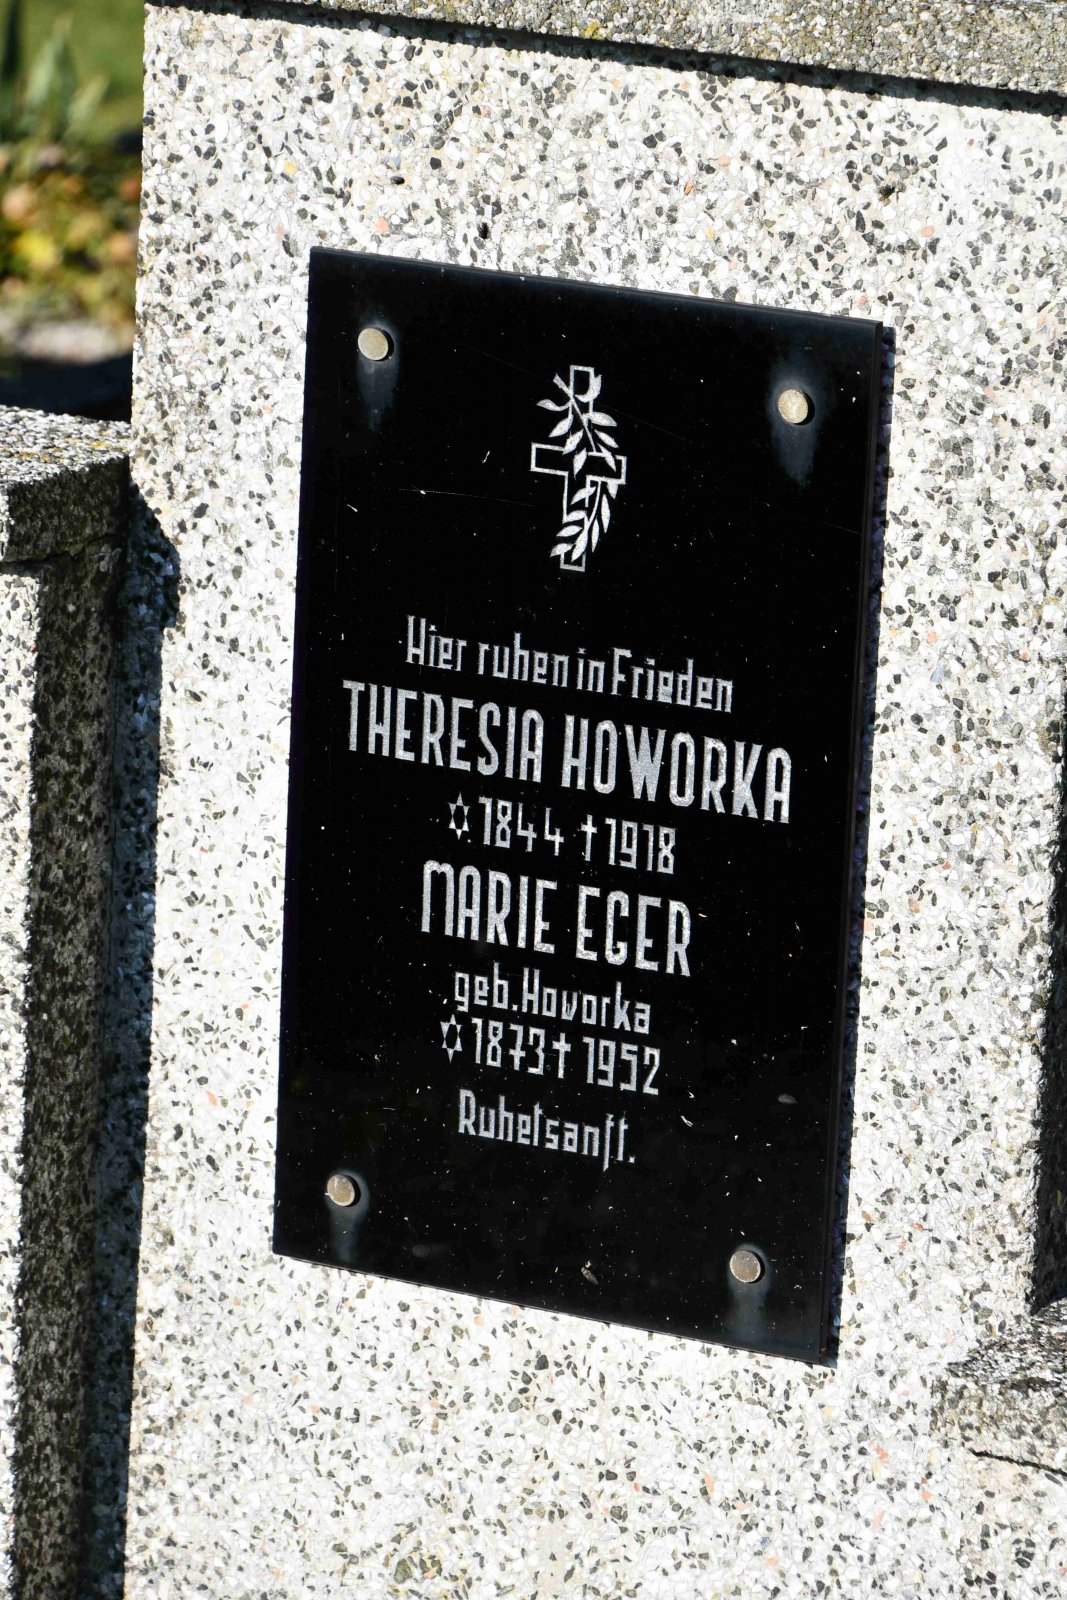 Hier ruhen in Frieden
THERESIA HOWORKA
✡ 1844 † 1918
MARIE EGER
geb. Howorka
✡ 1873 † 1952
Ruhet sanft.